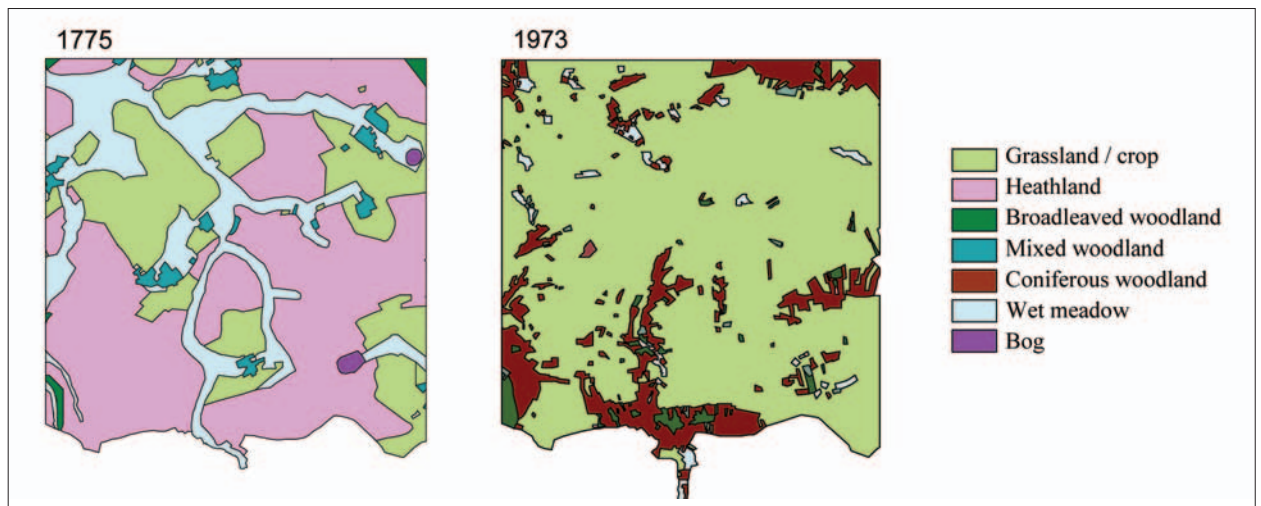 1775
1973
Grassland / crop
Heathland
Broadleaved woodland
Mixed woodland
Coniferous woodland
Wet meadow
Bog